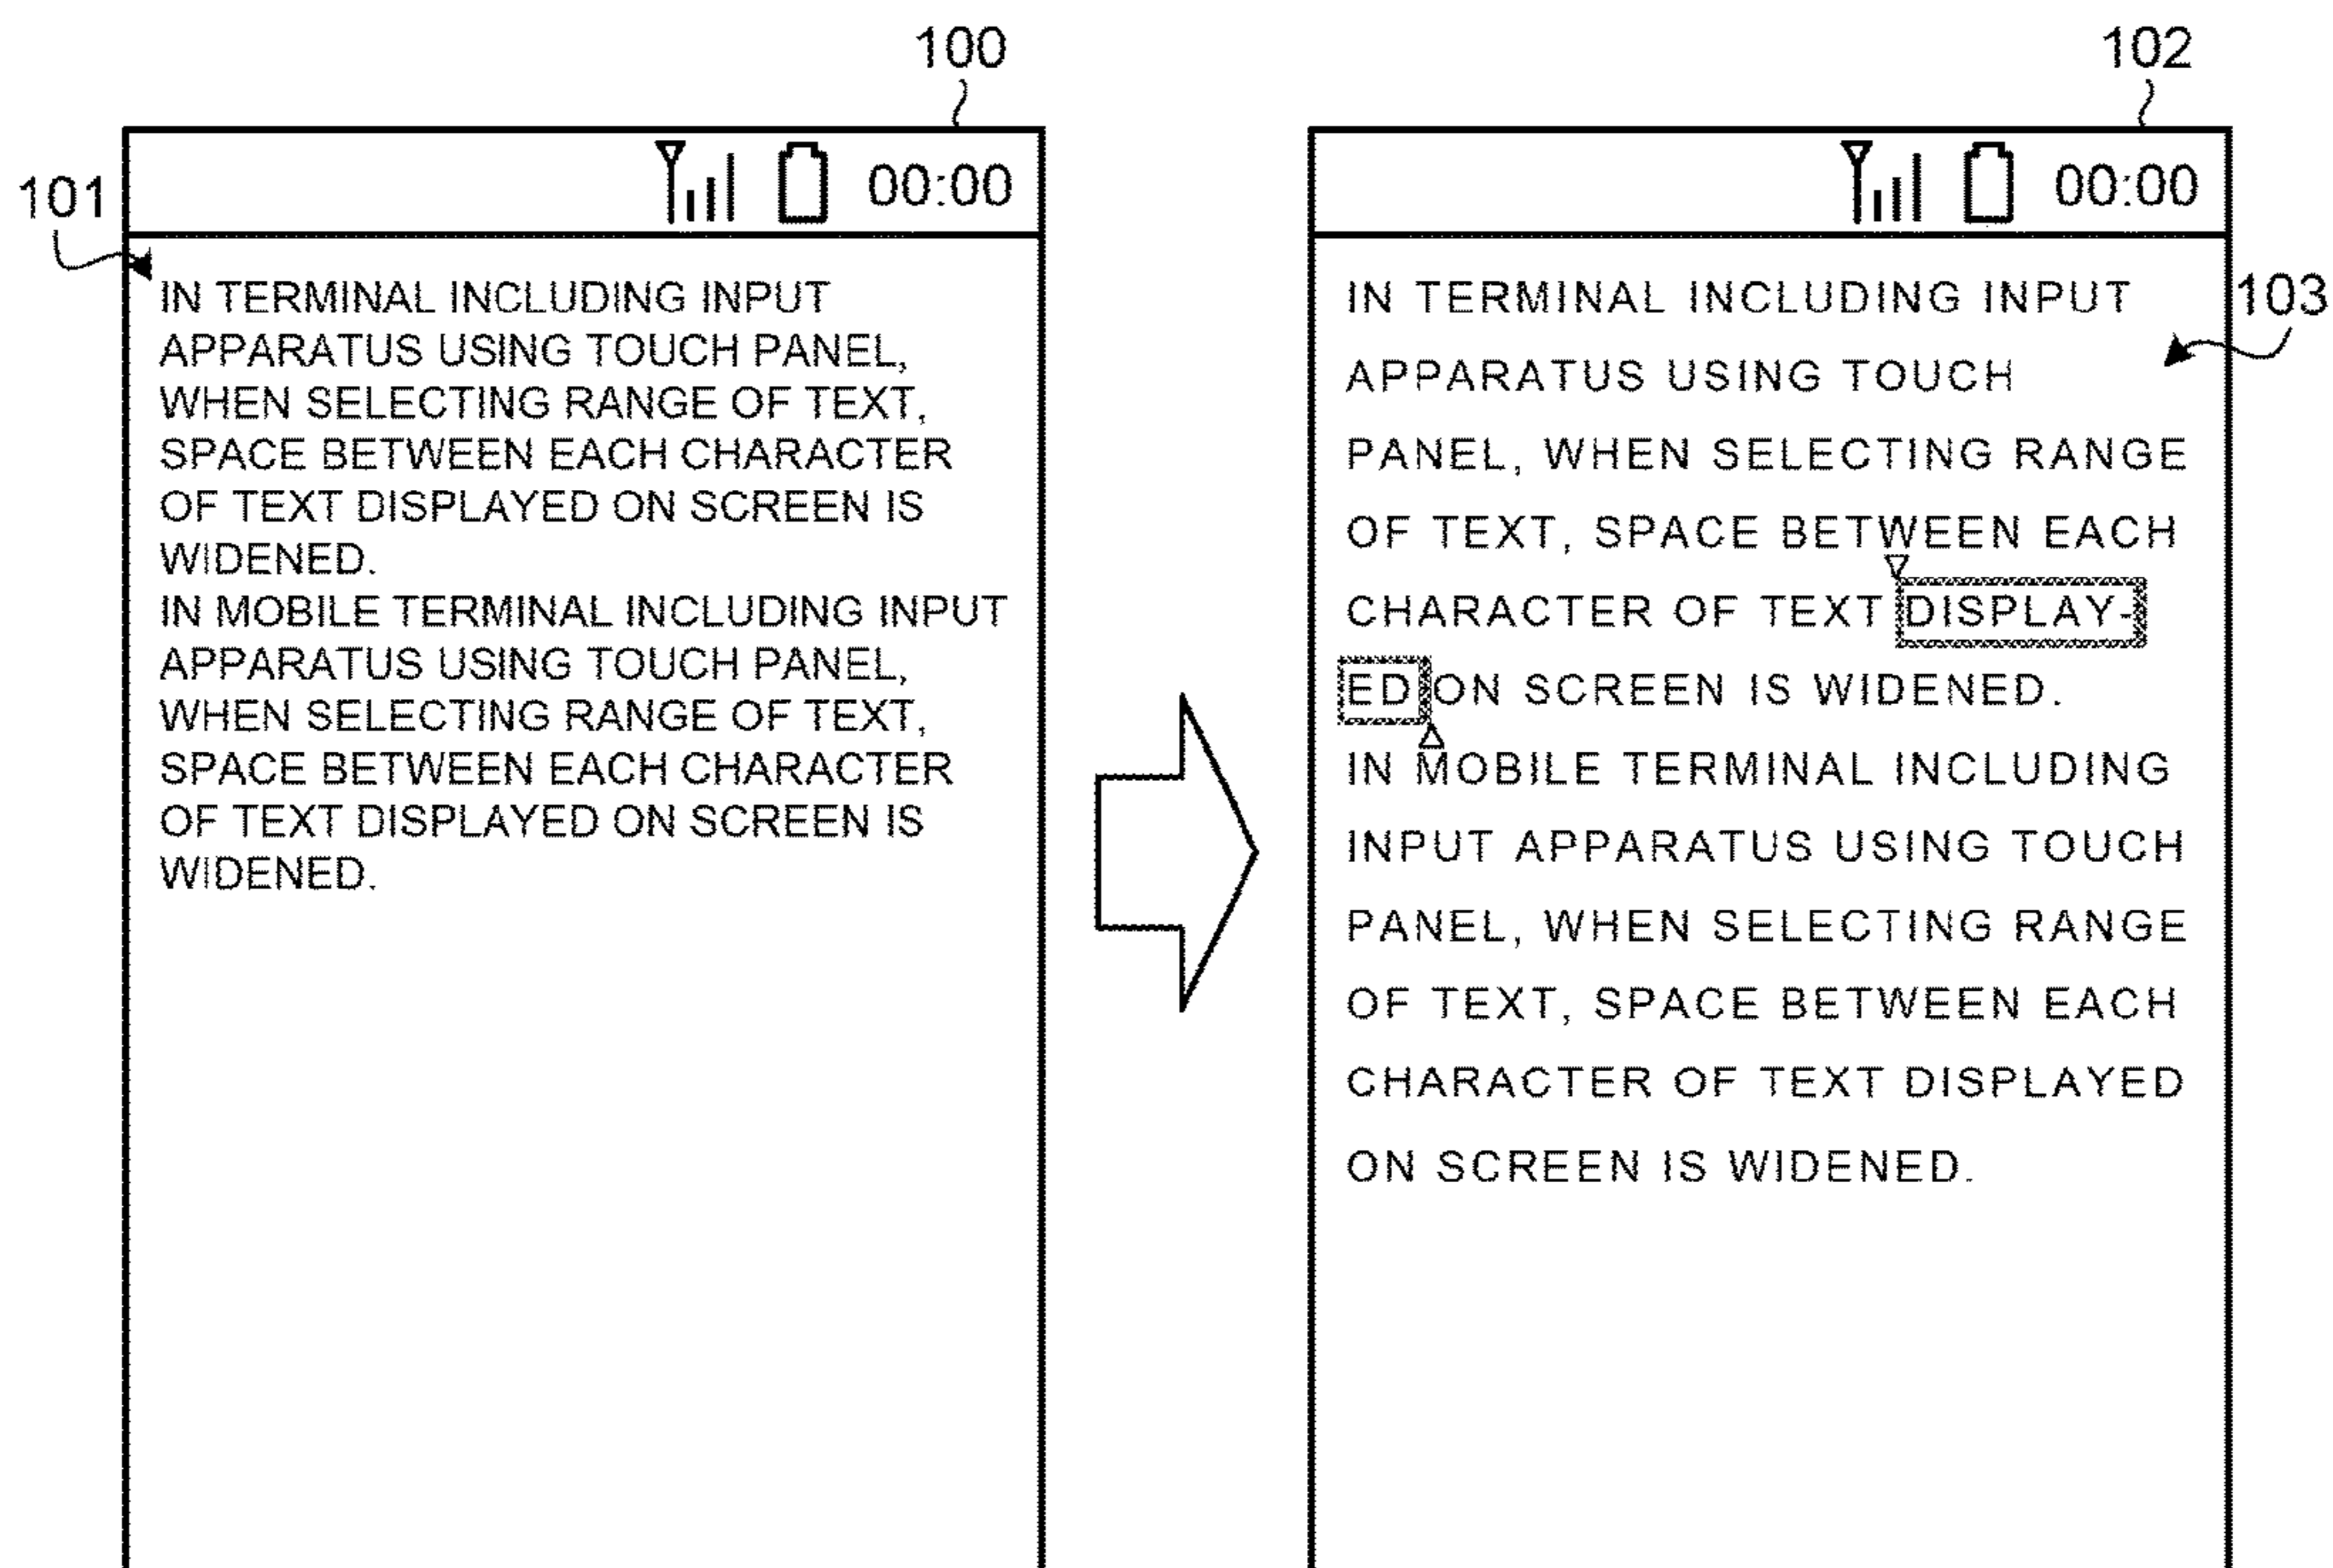 100
00:00
101
IN TERMINAL INCLUDING INPUT
APPARATUS USING TOUCH PANEL,
WHEN SELECTING RANGE OF TEXT,
SPACE BETWEEN EACH CHARACTER
OF TEXT DISPLAYED ON SCREEN IS
WIDENED.
IN MOBILE TERMINAL INCLUDING INPUT
APPARATUS USING TOUCH PANEL,
WHEN SELECTING RANGE OF TEXT,
SPACE BETWEEN EACH CHARACTER
OF TEXT DISPLAYED ON SCREEN IS
WIDENED.
102
00:00
103
IN TERMINAL INCLUDING INPUT
APPARATUS USING TOUCH
PANEL, WHEN SELECTING RANGE
OF TEXT, SPACE BETWEEN EACH
CHARACTER OF TEXT DISPLAY-
ED ON SCREEN IS WIDENED.
IN MOBILE TERMINAL INCLUDING
INPUT APPARATUS USING TOUCH
PANEL, WHEN SELECTING RANGE
OF TEXT, SPACE BETWEEN EACH
CHARACTER OF TEXT DISPLAYED
ON SCREEN IS WIDENED.